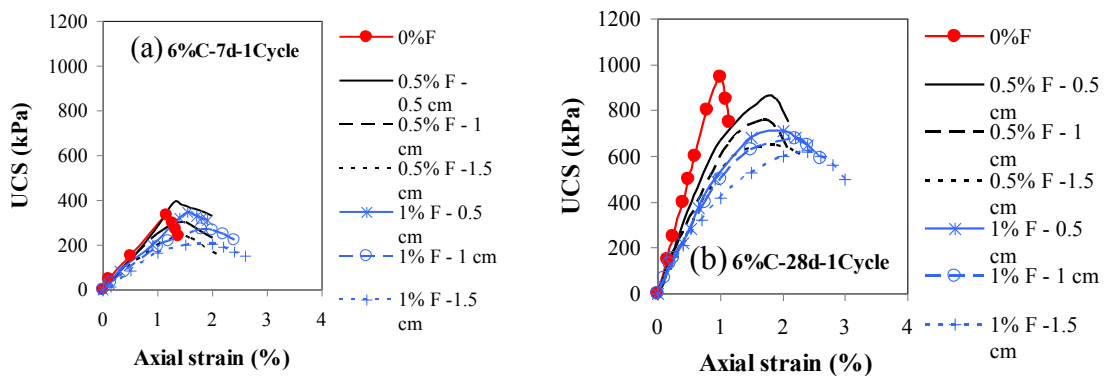 (a) 6%C-7d-1Cycle
UCS (kPa)
1200
1000
800
600
400
200
0
0 1 2 3 4
Axial strain (%)
0%F
0.5% F -
0.5 cm
0.5% F - 1
cm
0.5% F -1.5
cm
1% F - 0.5
cm
1% F - 1 cm
1% F -1.5
cm
(b) 6%C-28d-1Cycle
UCS (kPa)
1200
1000
800
600
400
200
0
0 1 2 3 4
Axial strain (%)
0%F
0.5% F - 0.5
cm
0.5% F - 1
cm
0.5% F -1.5
cm
1% F - 0.5
cm
1% F - 1 cm
1% F -1.5
cm